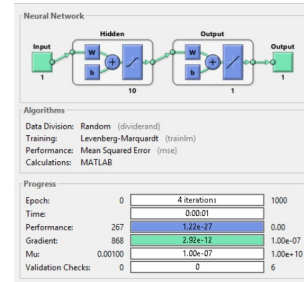 Neural Network
Hidden Output
Input Output
W W
b b
1 10 1 1
Algorithms
Data Division: Random (dividerand)
Training: Levenberg-Marquardt (trainlm)
Performance: Mean Squared Error (mse)
Calculations: MATLAB
Progress
Epoch: 0 4 iterations 1000
Time: 0:00:01
Performance: 267 1.22e-27 0.00
Gradient: 868 2.92e-12 1.00e-07
Mu: 0.00100 1.00e-07 1.00e+10
Validation Checks: 0 0 6